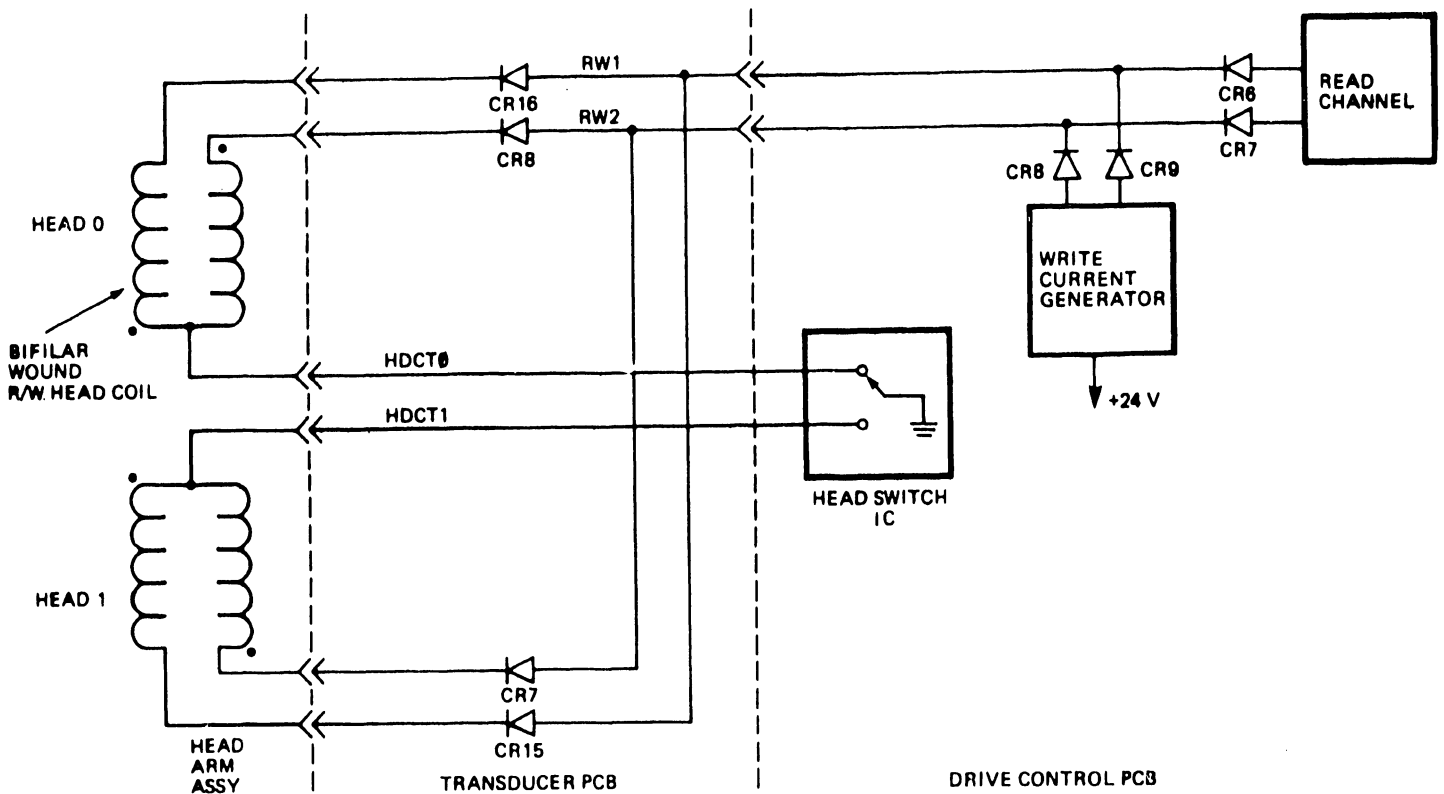 RW1
CR16
RW2
CR8
CR6
CR7
READ
CHANNEL
CR8
CR9
HEAD 0
WRITE
CURRENT
GENERATOR
+24 V
BIFILAR
WOUND
R/W HEAD COIL
HDCT0
HDCT1
HEAD SWITCH
IC
HEAD 1
CR7
CR15
HEAD
ARM
ASSY
TRANSDUCER PCB
DRIVE CONTROL PCB